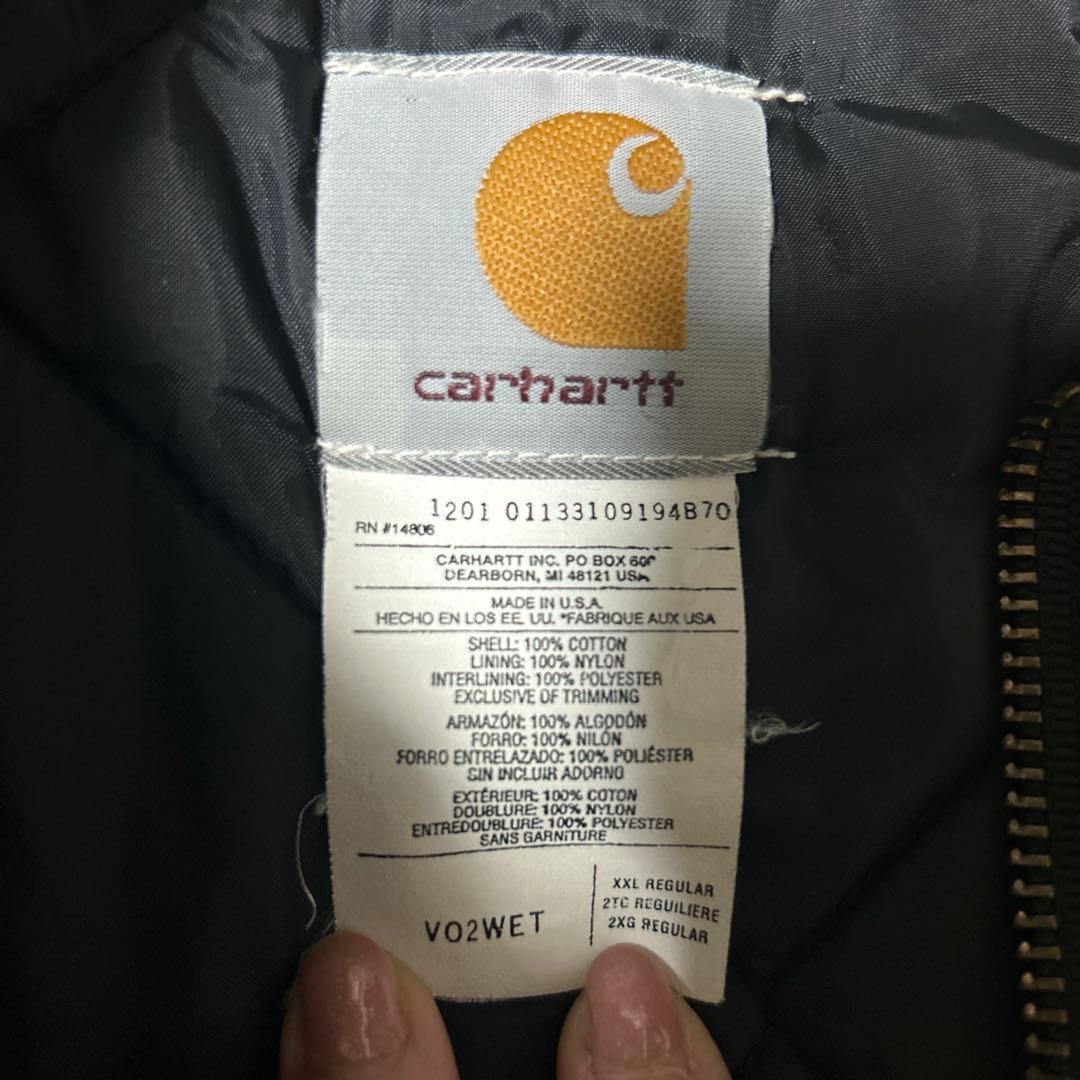 carhartt
1201 01133109194B70
RN #14806
CARHARTT INC. PO BOX 600
DEARBORN, MI 48121 USA
MADE IN U.S.A.
HECHO EN LOS EE. UU. *FABRIQUE AUX USA
SHELL: 100% COTTON
LINING: 100% NYLON
INTERLINING: 100% POLYESTER
EXCLUSIVE OF TRIMMING
ARMAZÓN: 100% ALGODÓN
FORRO: 100% NILÓN
FORRO ENTRELAZADO: 100% POLIÉSTER
SIN INCLUIR ADORNO
EXTÉRIEUR: 100% COTON
DOUBLURE: 100% NYLON
ENTREDOUBLURE: 100% POLYESTER
SANS GARNITURE
VO2WET
XXL REGULAR
2TG REGUILIERE
2XG REGULAR